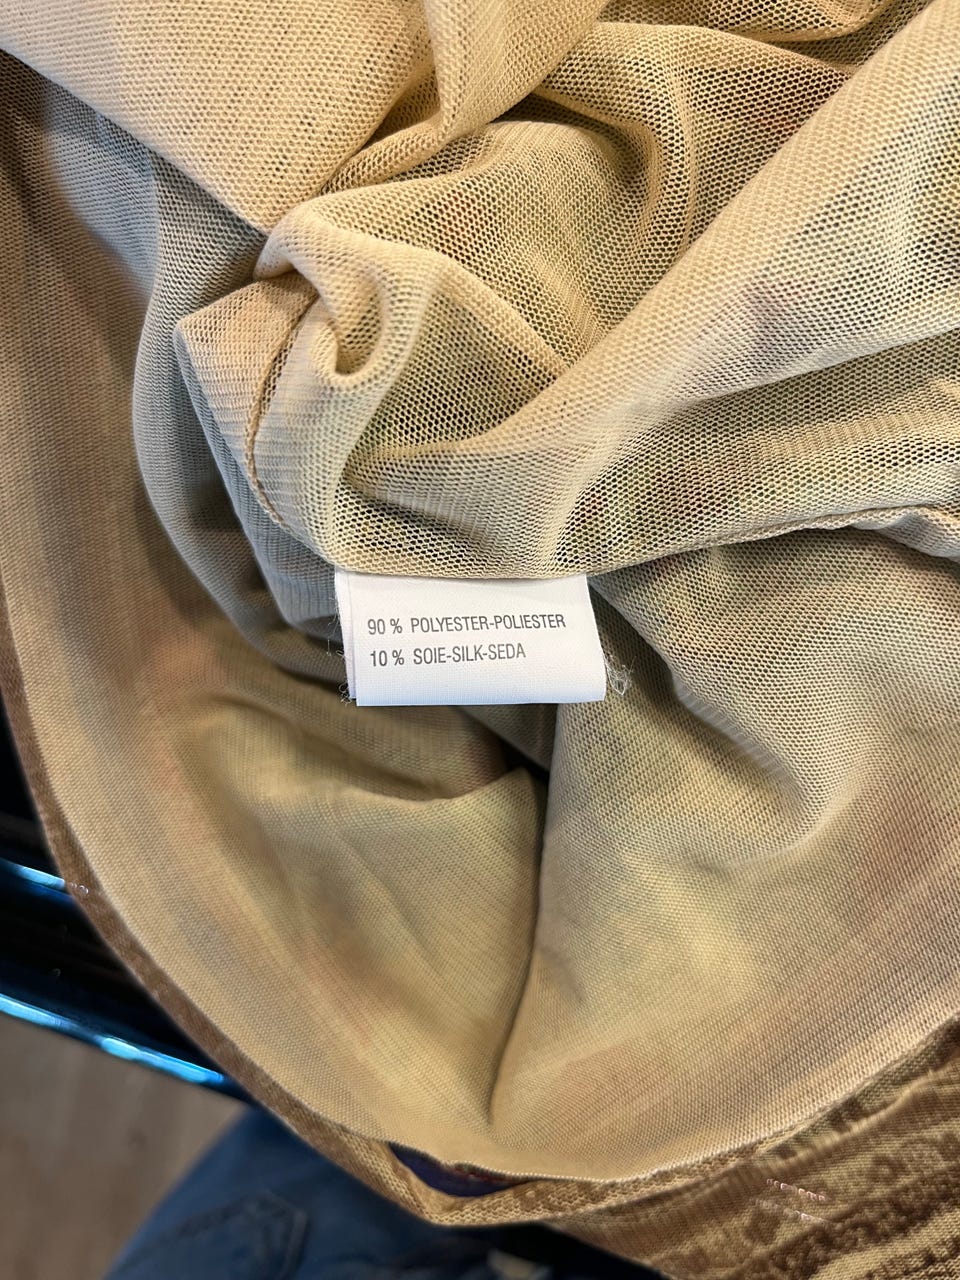 90 % POLYESTER-POLIESTER
10 % SOIE-SILK-SEDA